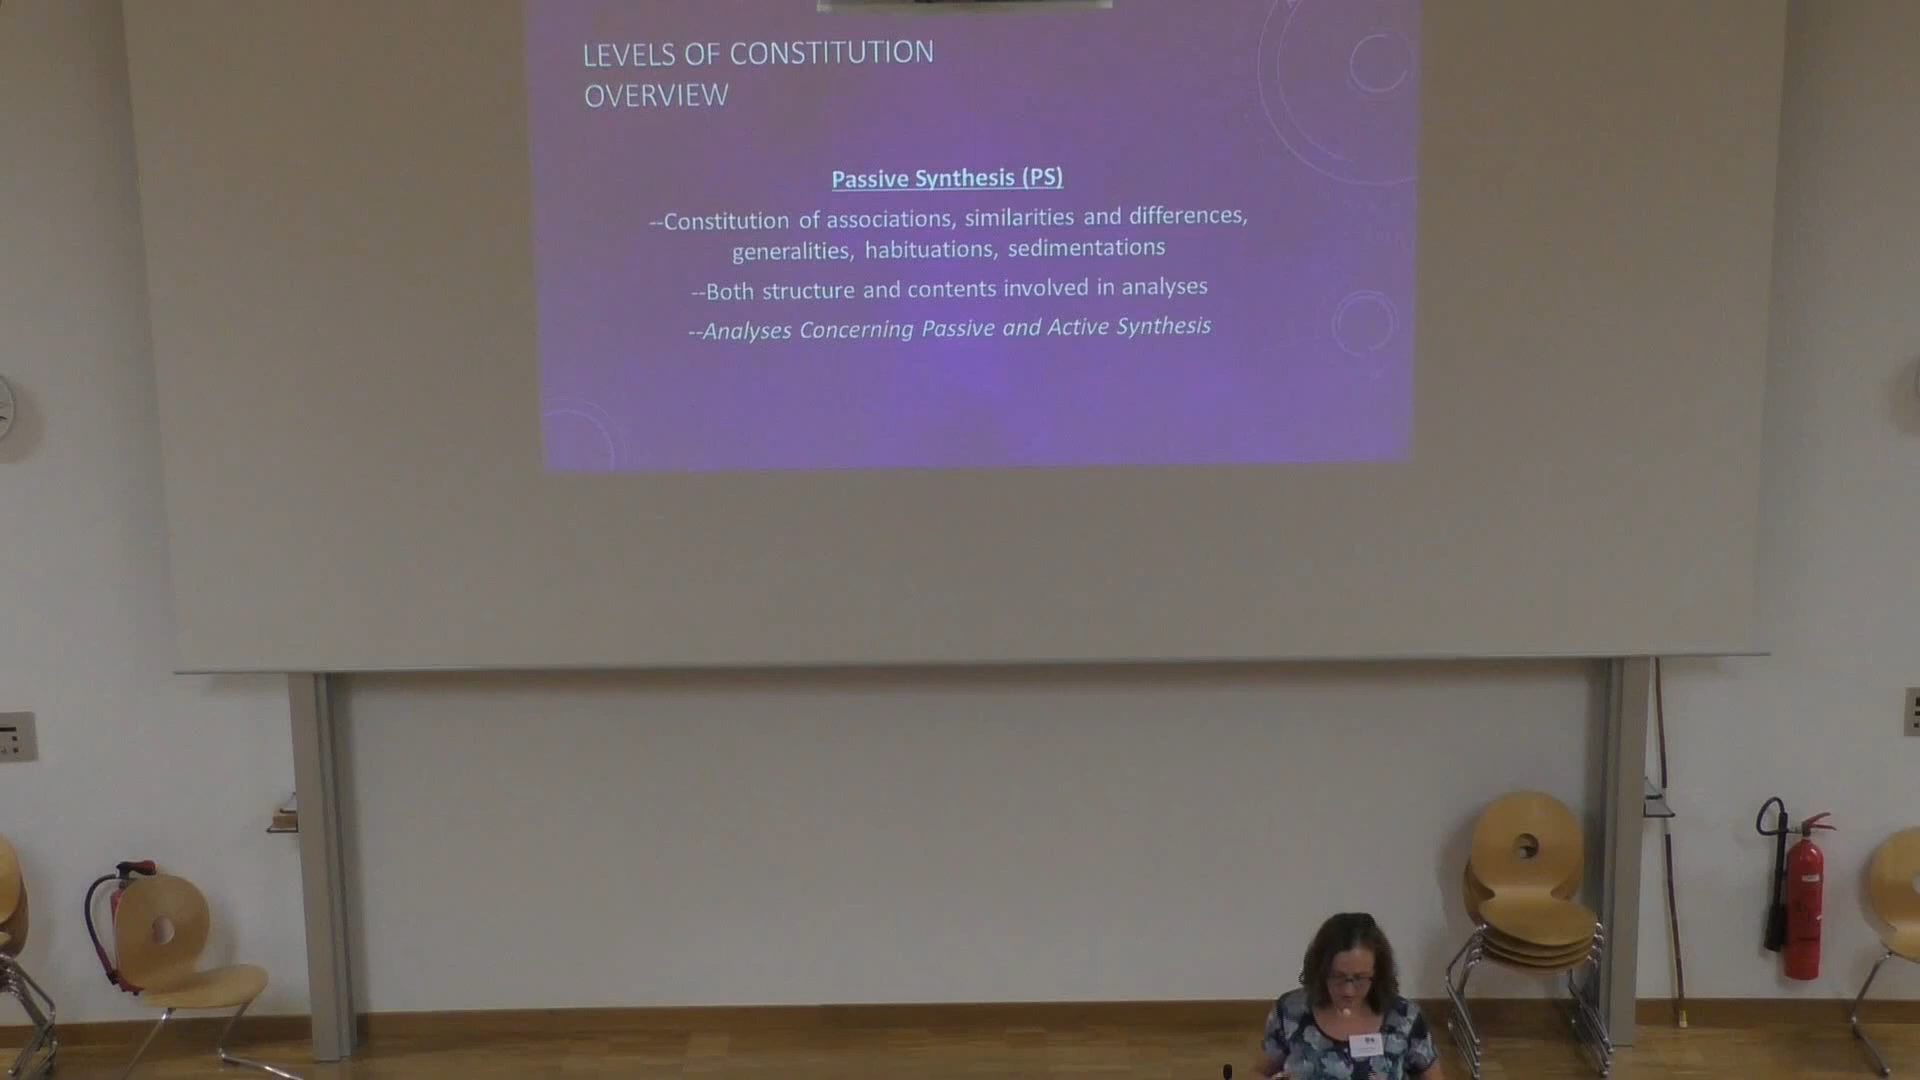 LEVELS OF CONSTITUTION
OVERVIEW
Passive Synthesis (PS)
--Constitution of associations, similarities and differences,
generalities, habituations, sedimentations
--Both structure and contents involved in analyses
--Analyses Concerning Passive and Active Synthesis